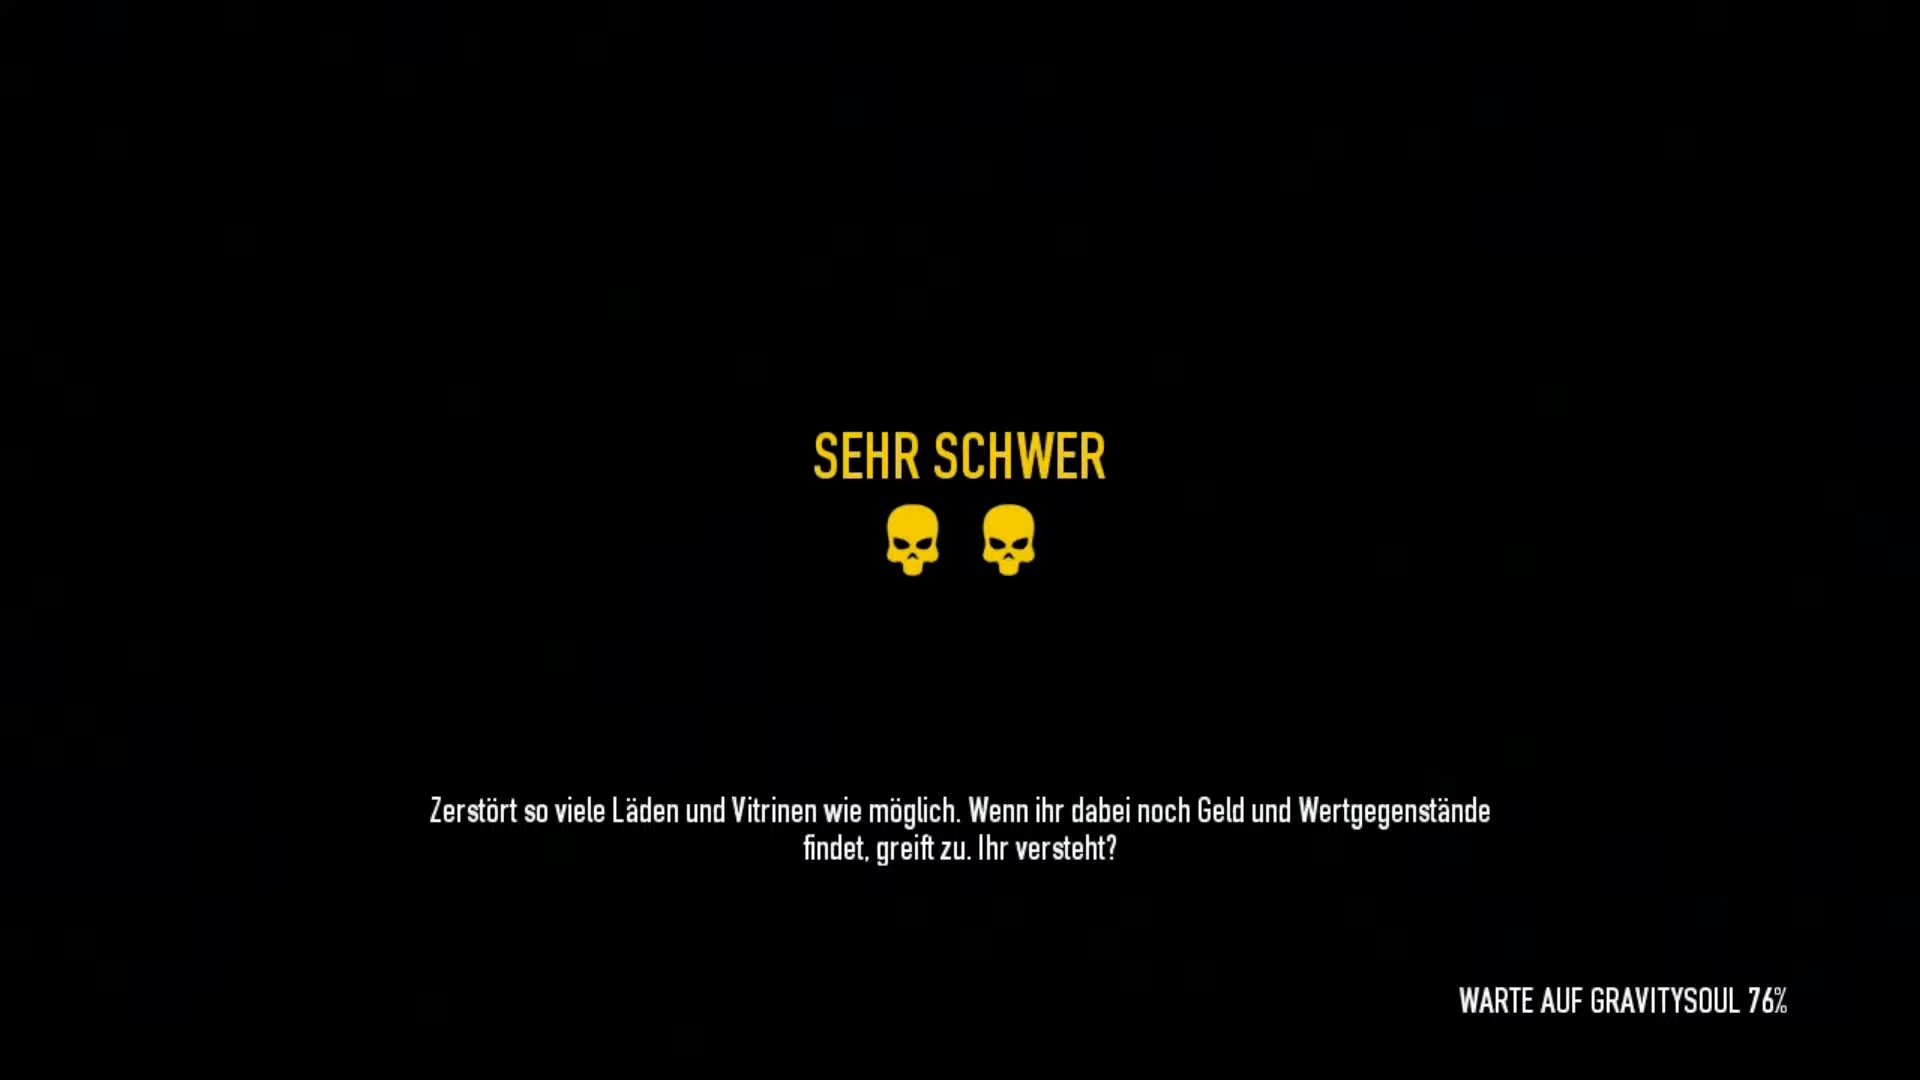 SEHR SCHWER
Zerstört so viele Läden und Vitrinen wie möglich. Wenn ihr dabei noch Geld und Wertgegenstände
findet, greift zu. Ihr versteht?
WARTE AUF GRAVITYSOUL 76%